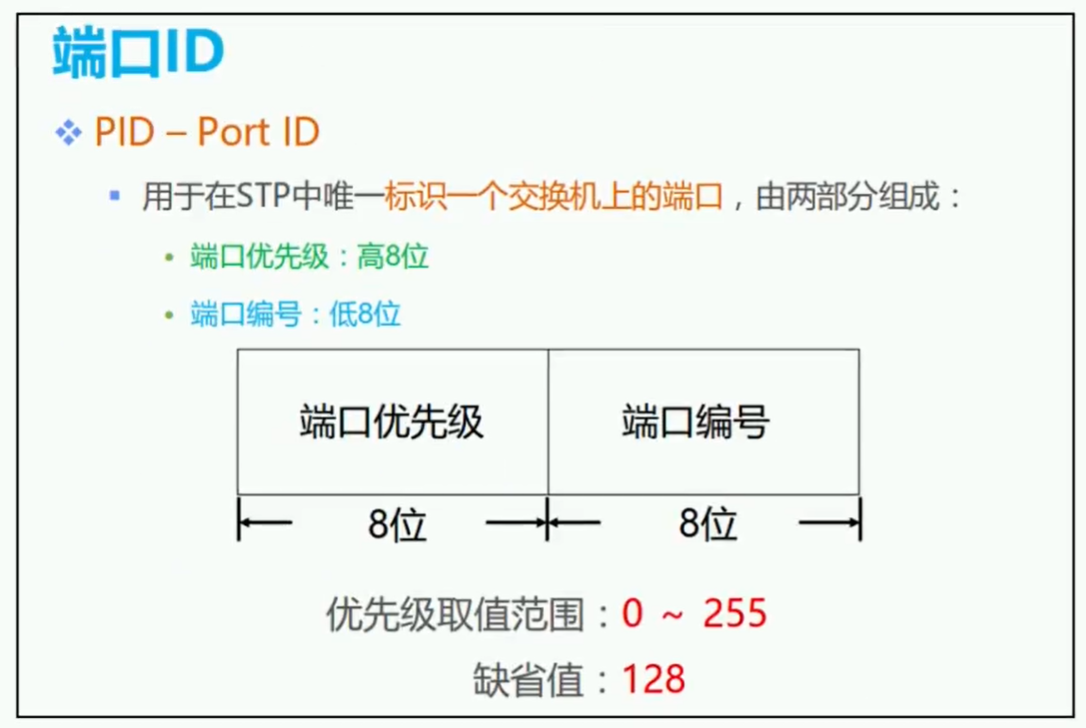 端口ID
PID – Port ID
用于在STP中唯一标识一个交换机上的端口，由两部分组成：
端口优先级：高8位
端口编号：低8位
端口优先级 端口编号
8位 8位
优先级取值范围：0 ~ 255
缺省值：128